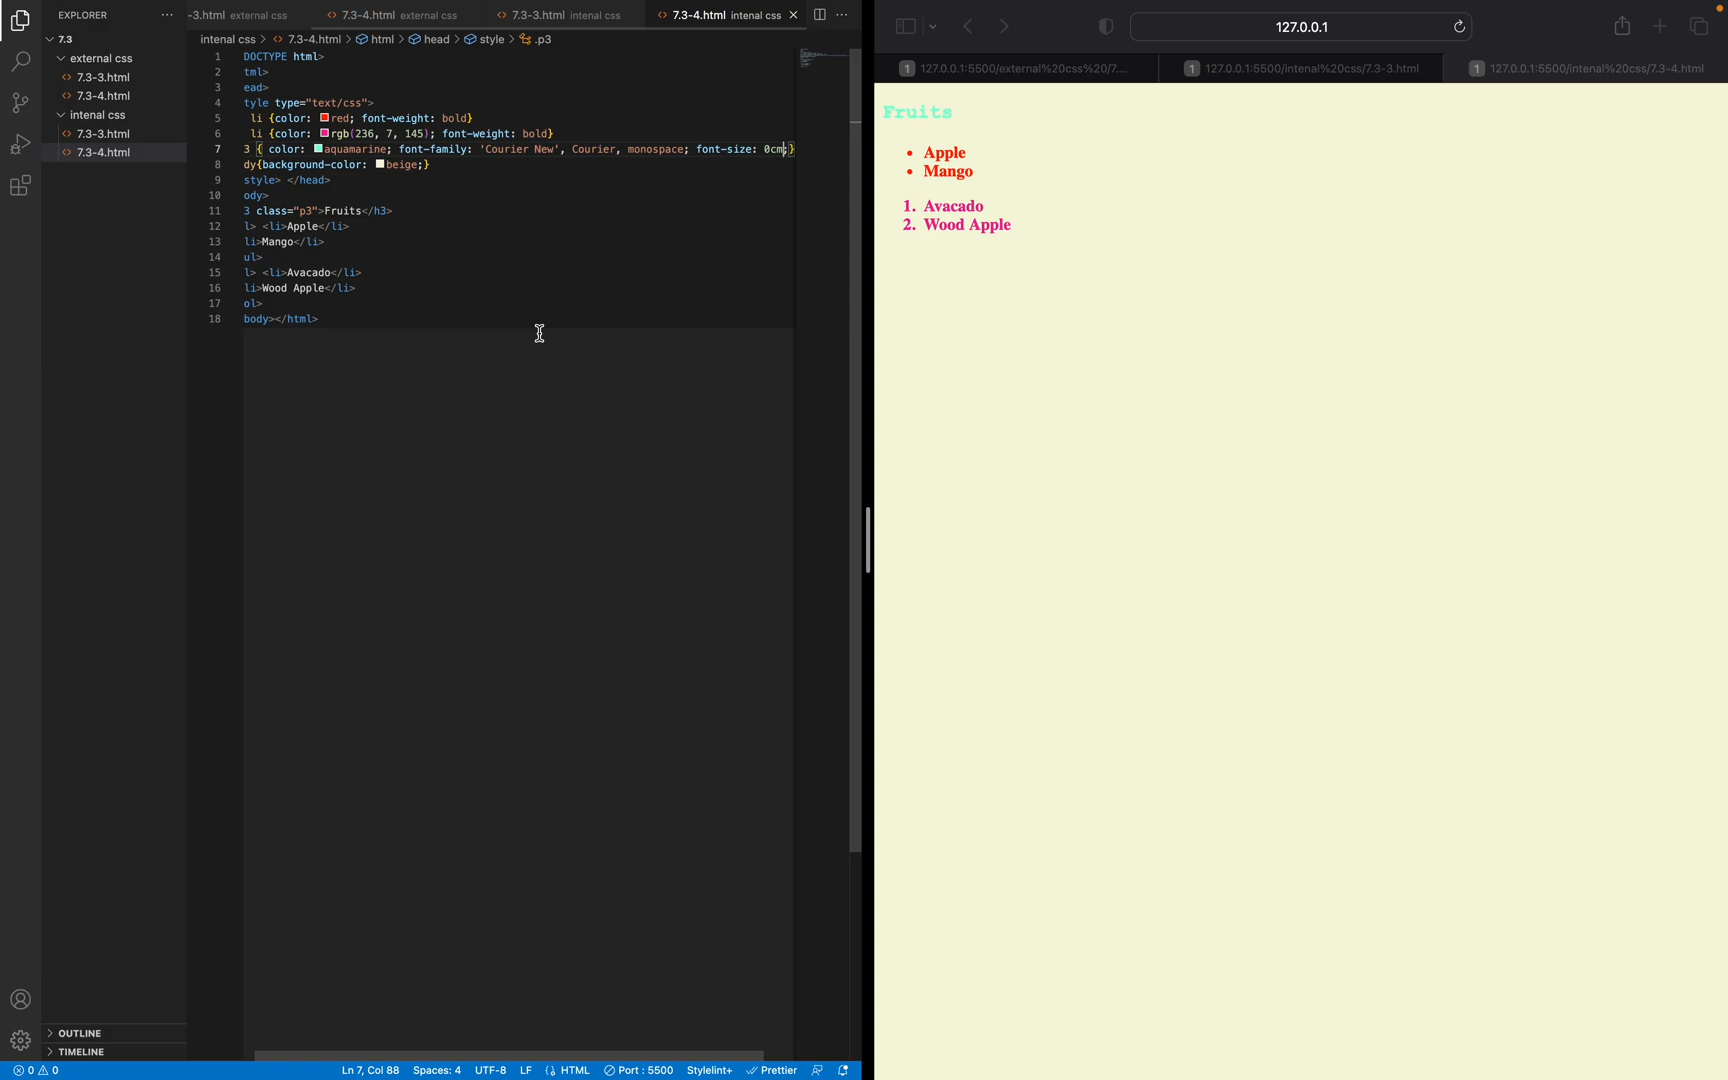 EXPLORER ...
7.3
external css
7.3-3.html
7.3-4.html
intenal css
7.3-3.html
7.3-4.html
OUTLINE
TIMELINE
-3.html external css 7.3-4.html external css 7.3-3.html intenal css 7.3-4.html intenal css
intenal css > 7.3-4.html > html > head > style > .p3
1 DOCTYPE html>
2 tml>
3 ead>
4 tyle type="text/css">
5 li {color: red; font-weight: bold}
6 li {color: rgb(236, 7, 145); font-weight: bold}
7 3 { color: aquamarine; font-family: 'Courier New', Courier, monospace; font-size: 0cm;}
8 dy{background-color: beige;}
9 style> </head>
10 ody>
11 3 class="p3">Fruits</h3>
12 l> <li>Apple</li>
13 li>Mango</li>
14 ul>
15 l> <li>Avacado</li>
16 li>Wood Apple</li>
17 ol>
18 body></html>
0 0 Ln 7, Col 88 Spaces: 4 UTF-8 LF HTML Port : 5500 Stylelint+ Prettier
127.0.0.1
1 127.0.0.1:5500/external%20css%20/7.... 1 127.0.0.1:5500/intenal%20css/7.3-3.html 1 127.0.0.1:5500/intenal%20css/7.3-4.html
Fruits
• Apple
• Mango
1. Avacado
2. Wood Apple